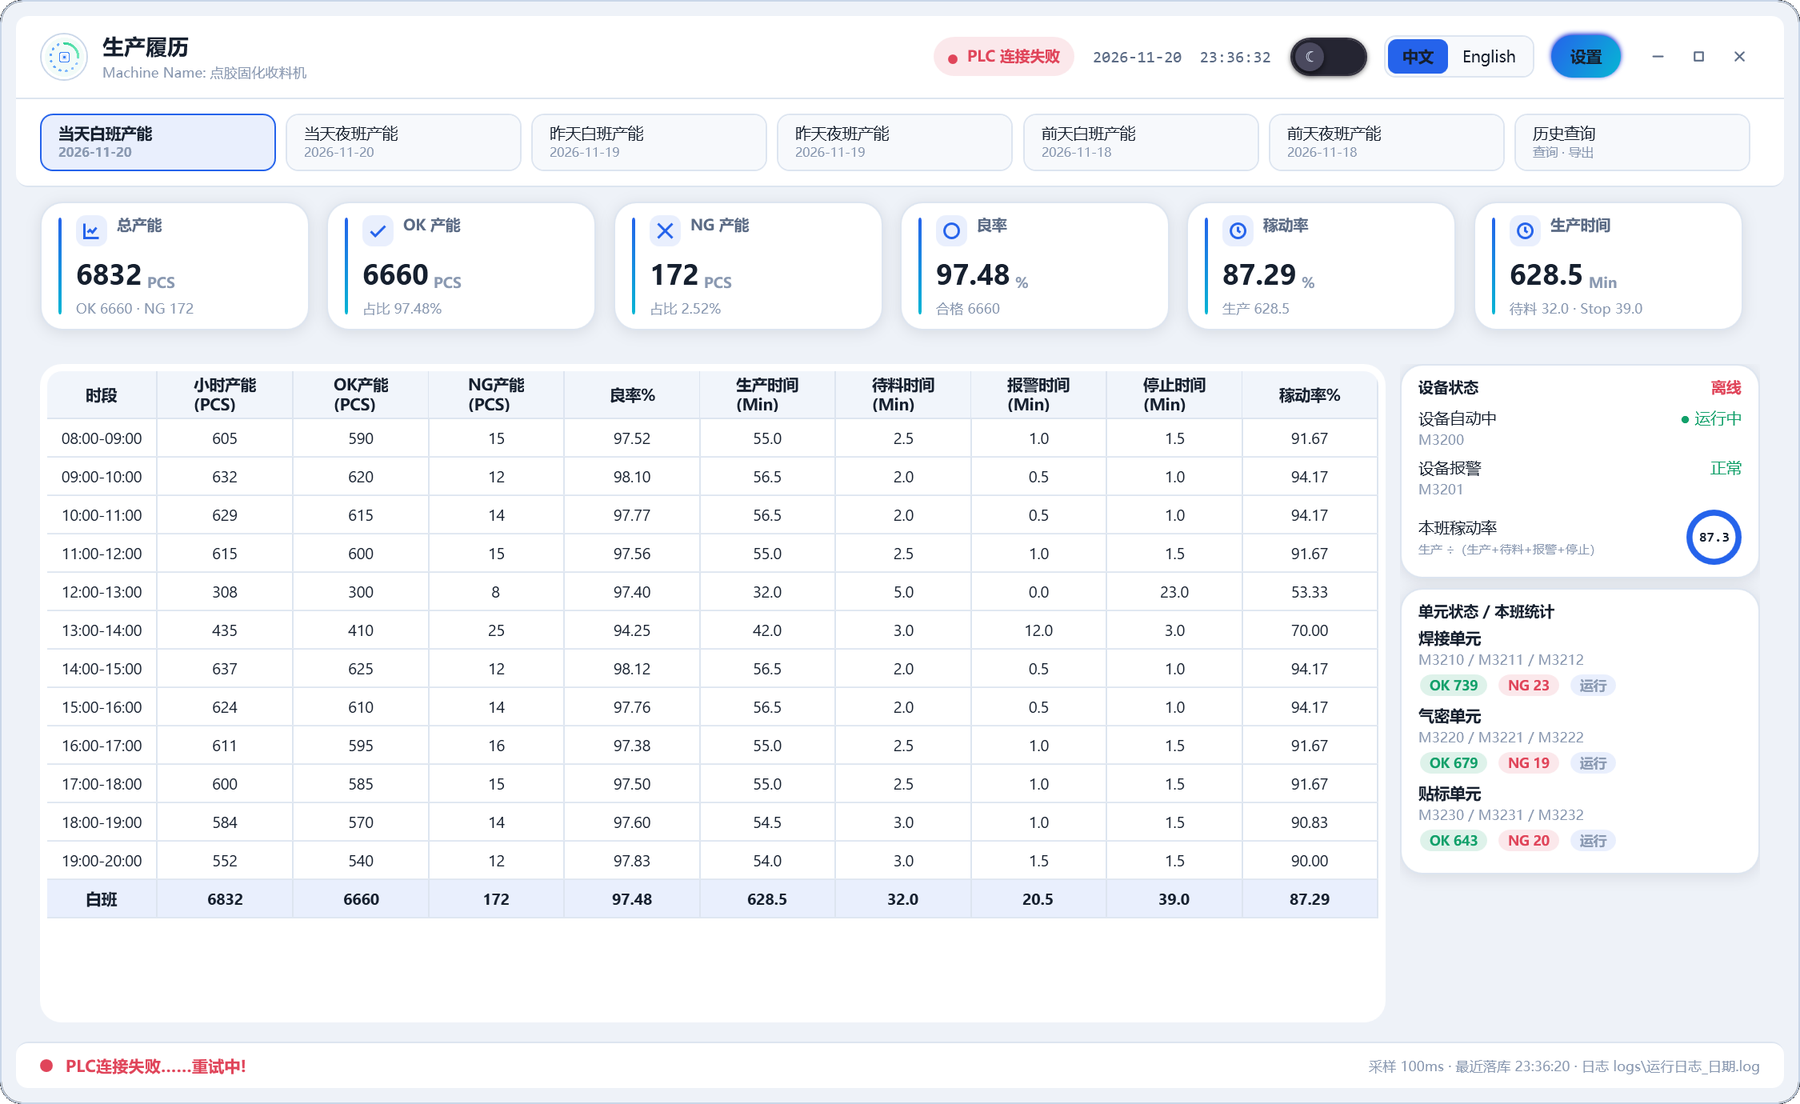 生产履历
Machine Name: 点胶固化收料机
PLC 连接失败
2026-11-20 23:36:32
中文
English
设置
当天白班产能
2026-11-20
当天夜班产能
2026-11-20
昨天白班产能
2026-11-19
昨天夜班产能
2026-11-19
前天白班产能
2026-11-18
前天夜班产能
2026-11-18
历史查询
查询 · 导出
总产能
6832 PCS
OK 6660 · NG 172
OK 产能
6660 PCS
占比 97.48%
NG 产能
172 PCS
占比 2.52%
良率
97.48 %
合格 6660
稼动率
87.29 %
生产 628.5
生产时间
628.5 Min
待料 32.0 · Stop 39.0
时段 小时产能 (PCS) OK产能 (PCS) NG产能 (PCS) 良率% 生产时间 (Min) 待料时间 (Min) 报警时间 (Min) 停止时间 (Min) 稼动率%
08:00-09:00 605 590 15 97.52 55.0 2.5 1.0 1.5 91.67
09:00-10:00 632 620 12 98.10 56.5 2.0 0.5 1.0 94.17
10:00-11:00 629 615 14 97.77 56.5 2.0 0.5 1.0 94.17
11:00-12:00 615 600 15 97.56 55.0 2.5 1.0 1.5 91.67
12:00-13:00 308 300 8 97.40 32.0 5.0 0.0 23.0 53.33
13:00-14:00 435 410 25 94.25 42.0 3.0 12.0 3.0 70.00
14:00-15:00 637 625 12 98.12 56.5 2.0 0.5 1.0 94.17
15:00-16:00 624 610 14 97.76 56.5 2.0 0.5 1.0 94.17
16:00-17:00 611 595 16 97.38 55.0 2.5 1.0 1.5 91.67
17:00-18:00 600 585 15 97.50 55.0 2.5 1.0 1.5 91.67
18:00-19:00 584 570 14 97.60 54.5 3.0 1.0 1.5 90.83
19:00-20:00 552 540 12 97.83 54.0 3.0 1.5 1.5 90.00
白班 6832 6660 172 97.48 628.5 32.0 20.5 39.0 87.29
设备状态 离线
设备自动中 运行中
M3200
设备报警 正常
M3201
本班稼动率
生产 ÷（生产+待料+报警+停止）
87.3
单元状态 / 本班统计
焊接单元
M3210 / M3211 / M3212
OK 739 NG 23 运行
气密单元
M3220 / M3221 / M3222
OK 679 NG 19 运行
贴标单元
M3230 / M3231 / M3232
OK 643 NG 20 运行
PLC连接失败......重试中!
采样 100ms · 最近落库 23:36:20 · 日志 logs\运行日志_日期.log